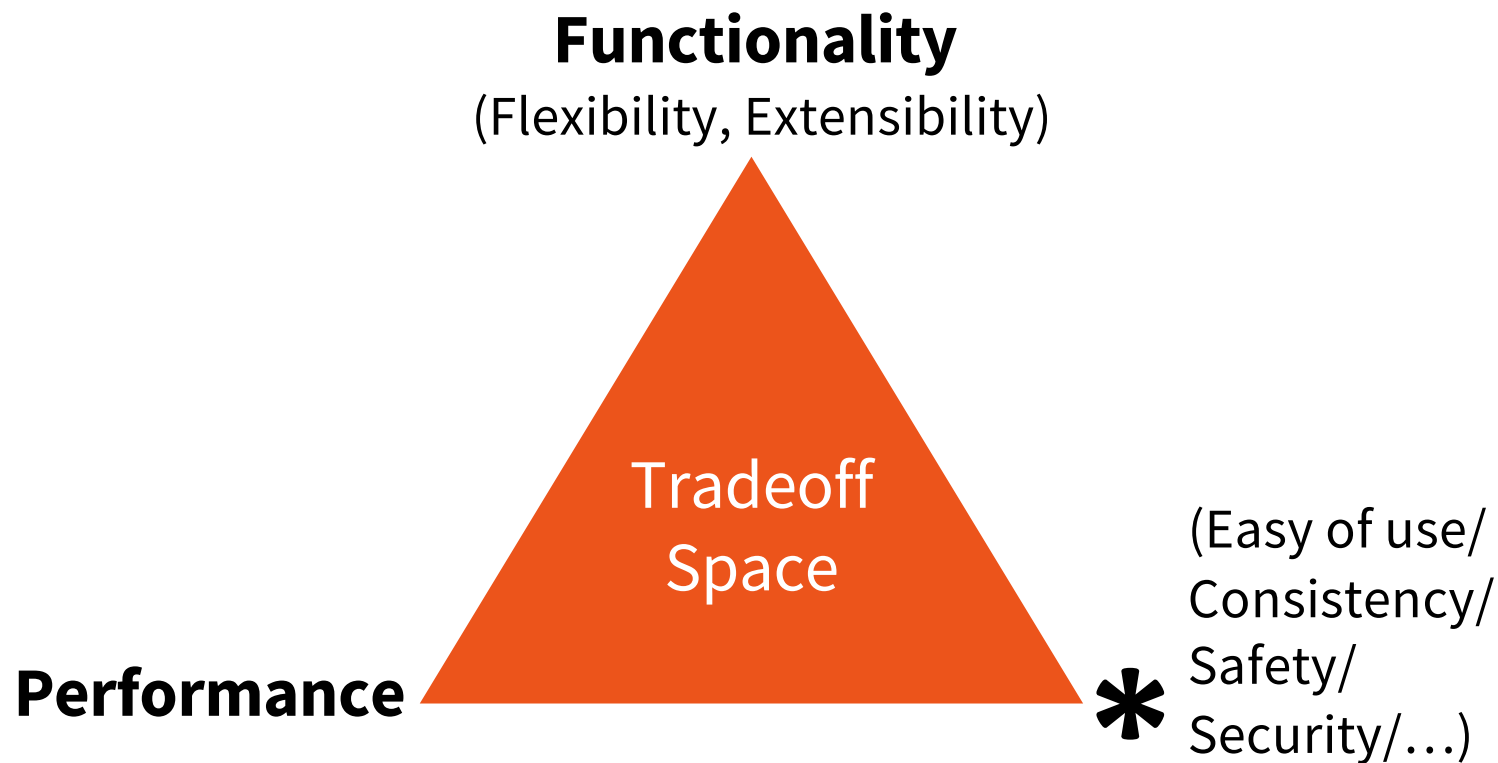 Functionality
(Flexibility, Extensibility)
Tradeoff
Space
Performance
*
(Easy of use/
Consistency/
Safety/
Security/…)